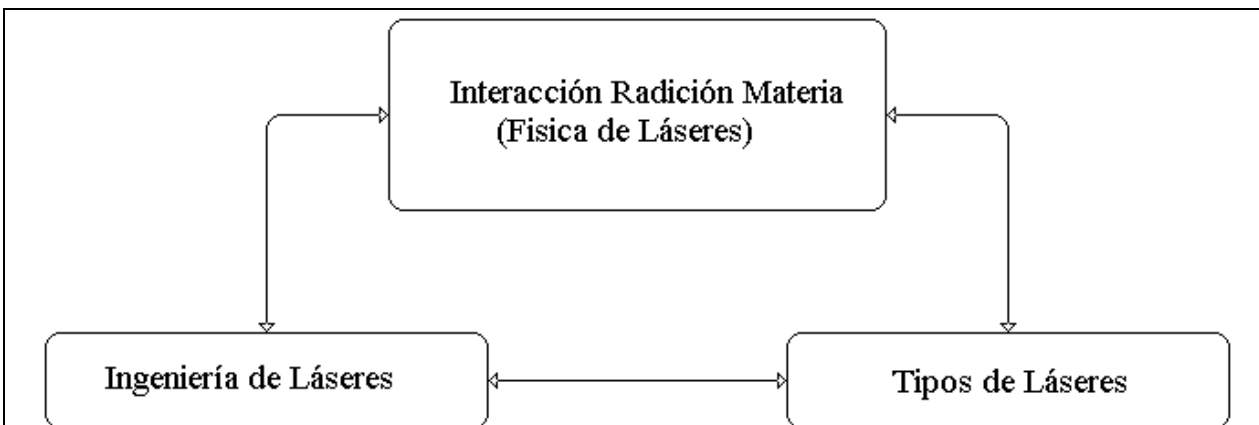 Interacción Radición Materia
(Fisica de Láseres)
Ingeniería de Láseres
Tipos de Láseres